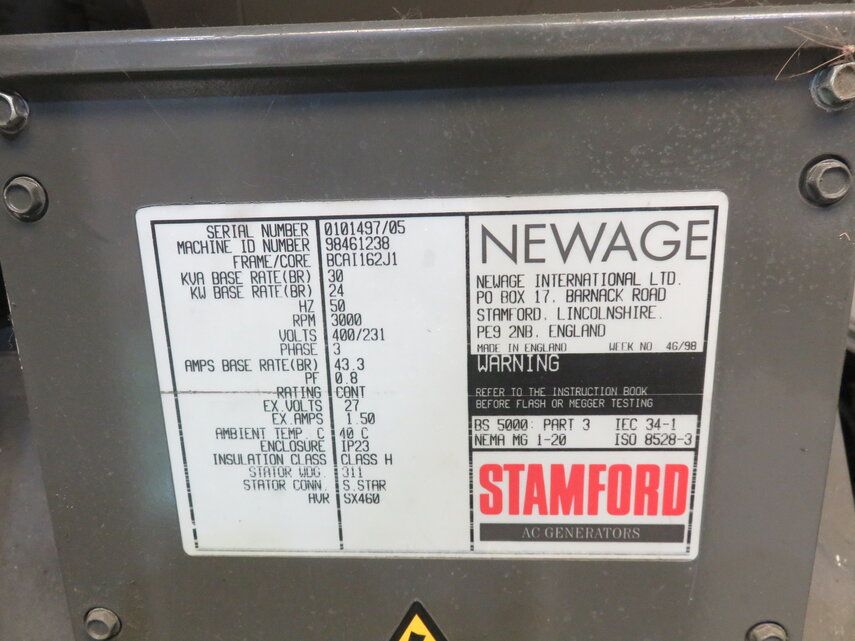 SERIAL NUMBER 0101497/05
MACHINE ID NUMBER 98461238
FRAME/CORE BCAI162J1
KVA BASE RATE(BR) 30
KW BASE RATE(BR) 24
HZ 50
RPM 3000
VOLTS 400/231
PHASE 3
AMPS BASE RATE(BR) 43.3
PF 0.8
RATING CONT
EX.VOLTS 27
EX.AMPS 1.50
AMBIENT TEMP. C 40 C
ENCLOSURE IP23
INSULATION CLASS CLASS H
STATOR WDG. 311
STATOR CONN. S.STAR
AVR SX460
NEWAGE
NEWAGE INTERNATIONAL LTD.
PO BOX 17. BARNACK ROAD
STAMFORD. LINCOLNSHIRE.
PE9 2NB. ENGLAND
MADE IN ENGLAND WEEK NO 46/98
WARNING
REFER TO THE INSTRUCTION BOOK
BEFORE FLASH OR MEGGER TESTING
BS 5000: PART 3 IEC 34-1
NEMA MG 1-20 ISO 8528-3
STAMFORD
AC GENERATORS